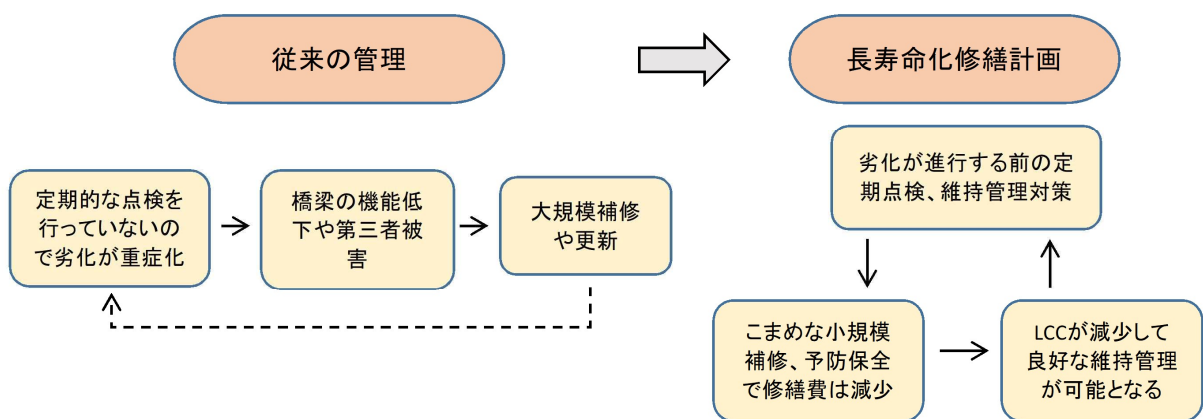 従来の管理
長寿命化修繕計画
定期的な点検を
行っていないの
で劣化が重症化
橋梁の機能低
下や第三者被
害
大規模補修
や更新
劣化が進行する前の定
期点検、維持管理対策
こまめな小規模
補修、予防保全
で修繕費は減少
LCCが減少して
良好な維持管理
が可能となる